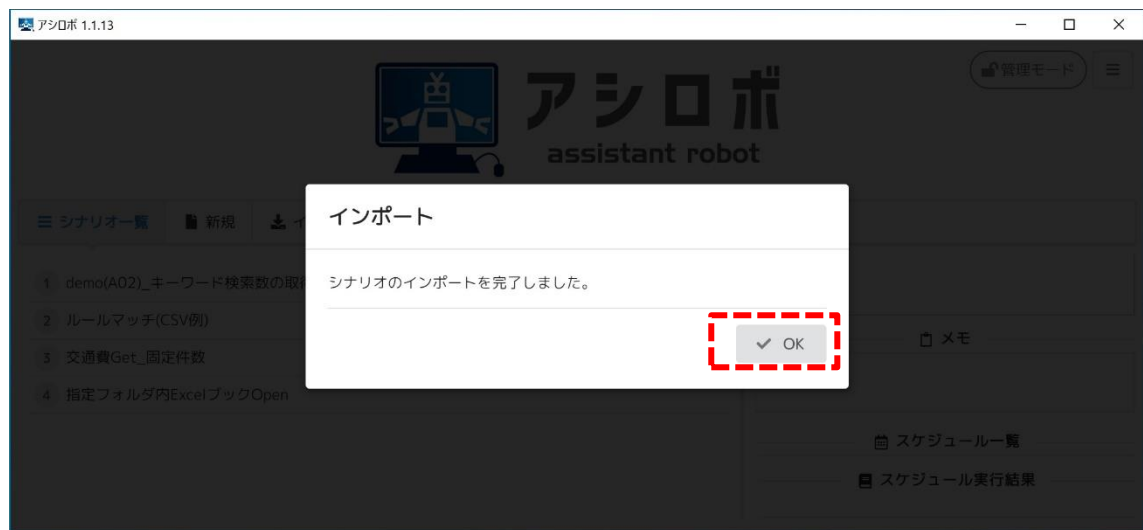 アシロボ 1.1.13
アシロボ
assistant robot
管理モード
シナリオ一覧
新規
イ
インポート
シナリオのインポートを完了しました。
OK
1 demo(A02)_キーワード検索数の取
2 ルールマッチ(CSV例)
3 交通費Get_固定件数
4 指定フォルダ内ExcelブックOpen
メモ
スケジュール一覧
スケジュール実行結果